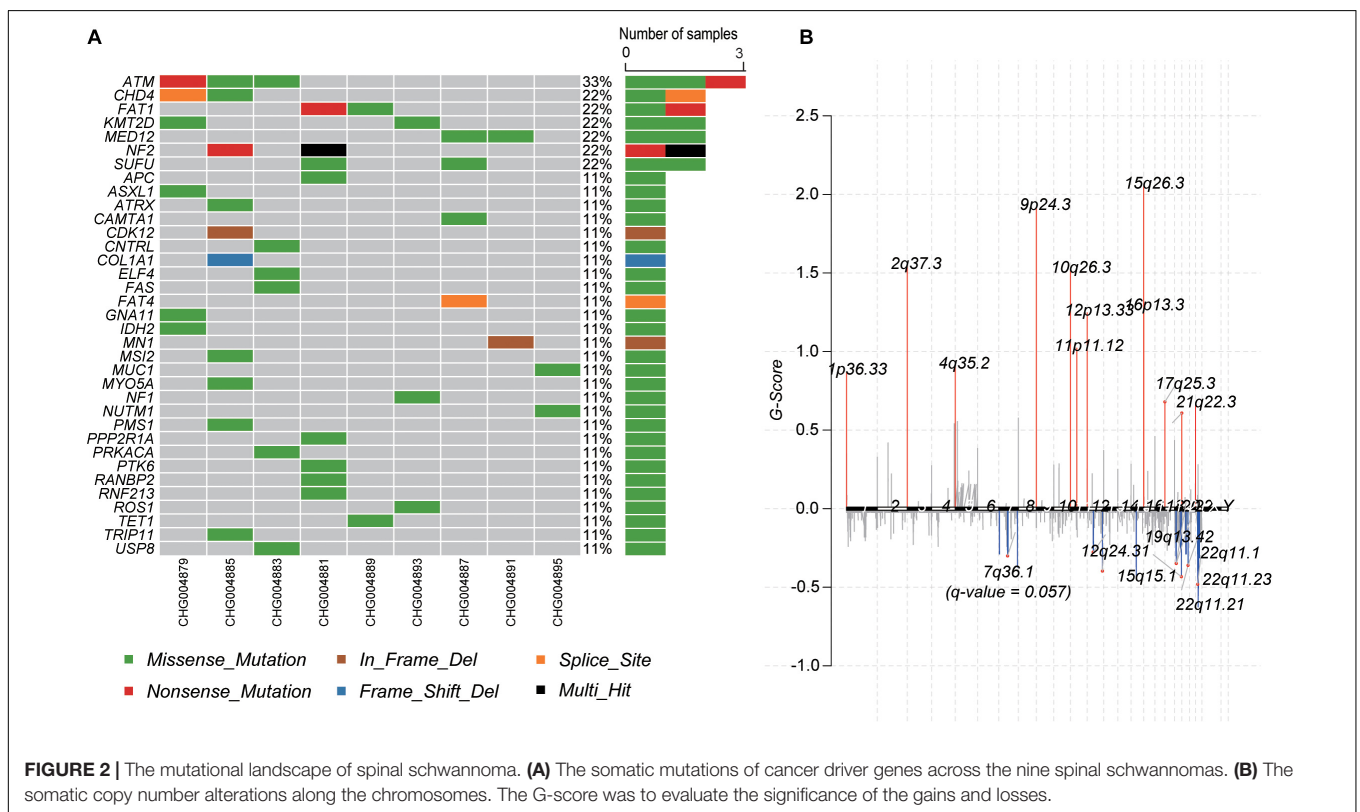 A
Number of samples
0 3
ATM 33%
CHD4 22%
FAT1 22%
KMT2D 22%
MED12 22%
NF2 22%
SUFU 22%
APC 11%
ASXL1 11%
ATRX 11%
CAMTA1 11%
CDK12 11%
CNTRL 11%
COL1A1 11%
ELF4 11%
FAS 11%
FAT4 11%
GNA11 11%
IDH2 11%
MN1 11%
MSI2 11%
MUC1 11%
MYO5A 11%
NF1 11%
NUTM1 11%
PMS1 11%
PPP2R1A 11%
PRKACA 11%
PTK6 11%
RANBP2 11%
RNF213 11%
ROS1 11%
TET1 11%
TRIP11 11%
USP8 11%
CHG004879
CHG004885
CHG004883
CHG004881
CHG004889
CHG004893
CHG004887
CHG004891
CHG004895
Missense_Mutation
In_Frame_Del
Splice_Site
Nonsense_Mutation
Frame_Shift_Del
Multi_Hit
B
G-Score
2.5
2.0
1.5
1.0
0.5
0.0
-0.5
-1.0
15q26.3
9p24.3
2q37.3
10q26.3
12p13.33
16p13.3
11p11.12
1p36.33
4q35.2
17q25.3
21q22.3
2 4 6 8 10 12 14 16 22 Y
19q13.42
12q24.31
22q11.1
7q36.1
15q15.1
22q11.23
(q-value = 0.057)
22q11.21
FIGURE 2 | The mutational landscape of spinal schwannoma. (A) The somatic mutations of cancer driver genes across the nine spinal schwannomas. (B) The
somatic copy number alterations along the chromosomes. The G-score was to evaluate the significance of the gains and losses.